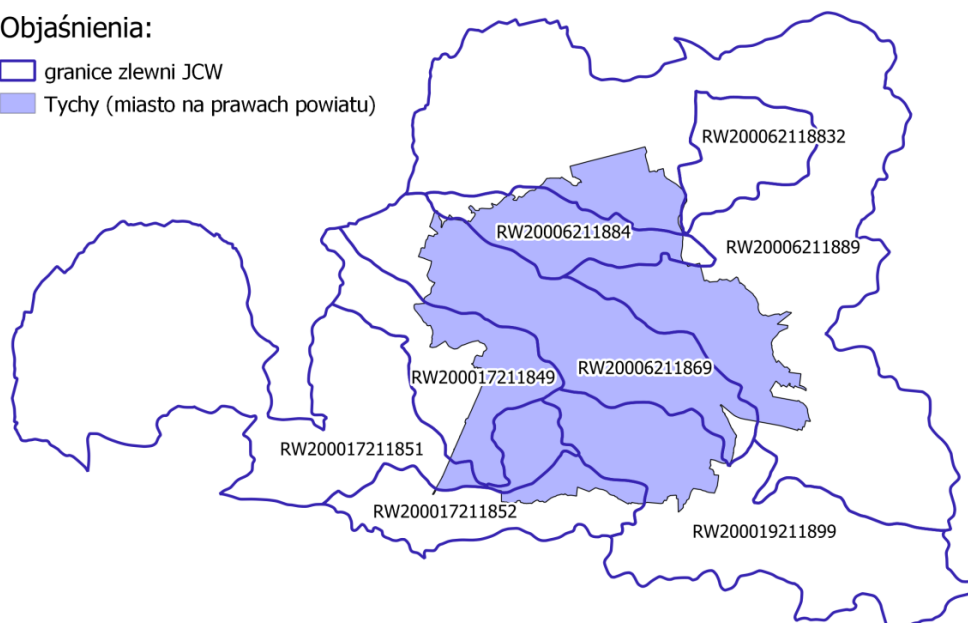 Objaśnienia:
granice zlewni JCW
Tychy (miasto na prawach powiatu)
RW200062118832
RW20006211884
RW20006211889
RW20006211869
RW200017211849
RW200017211851
RW200017211852
RW200019211899